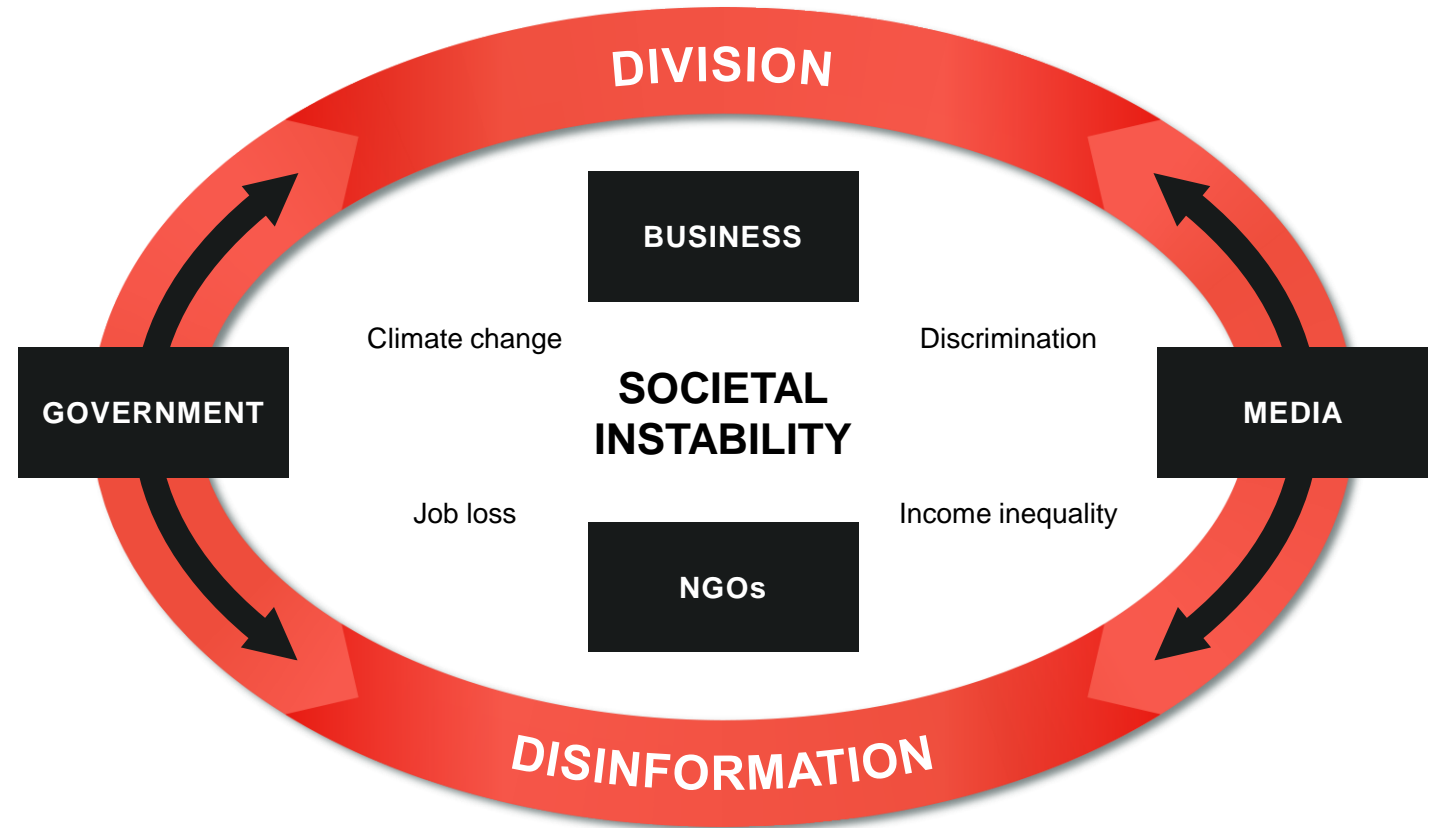 DIVISION
BUSINESS
Climate change
Discrimination
SOCIETAL
INSTABILITY
GOVERNMENT
MEDIA
Job loss
Income inequality
NGOs
DISINFORMATION